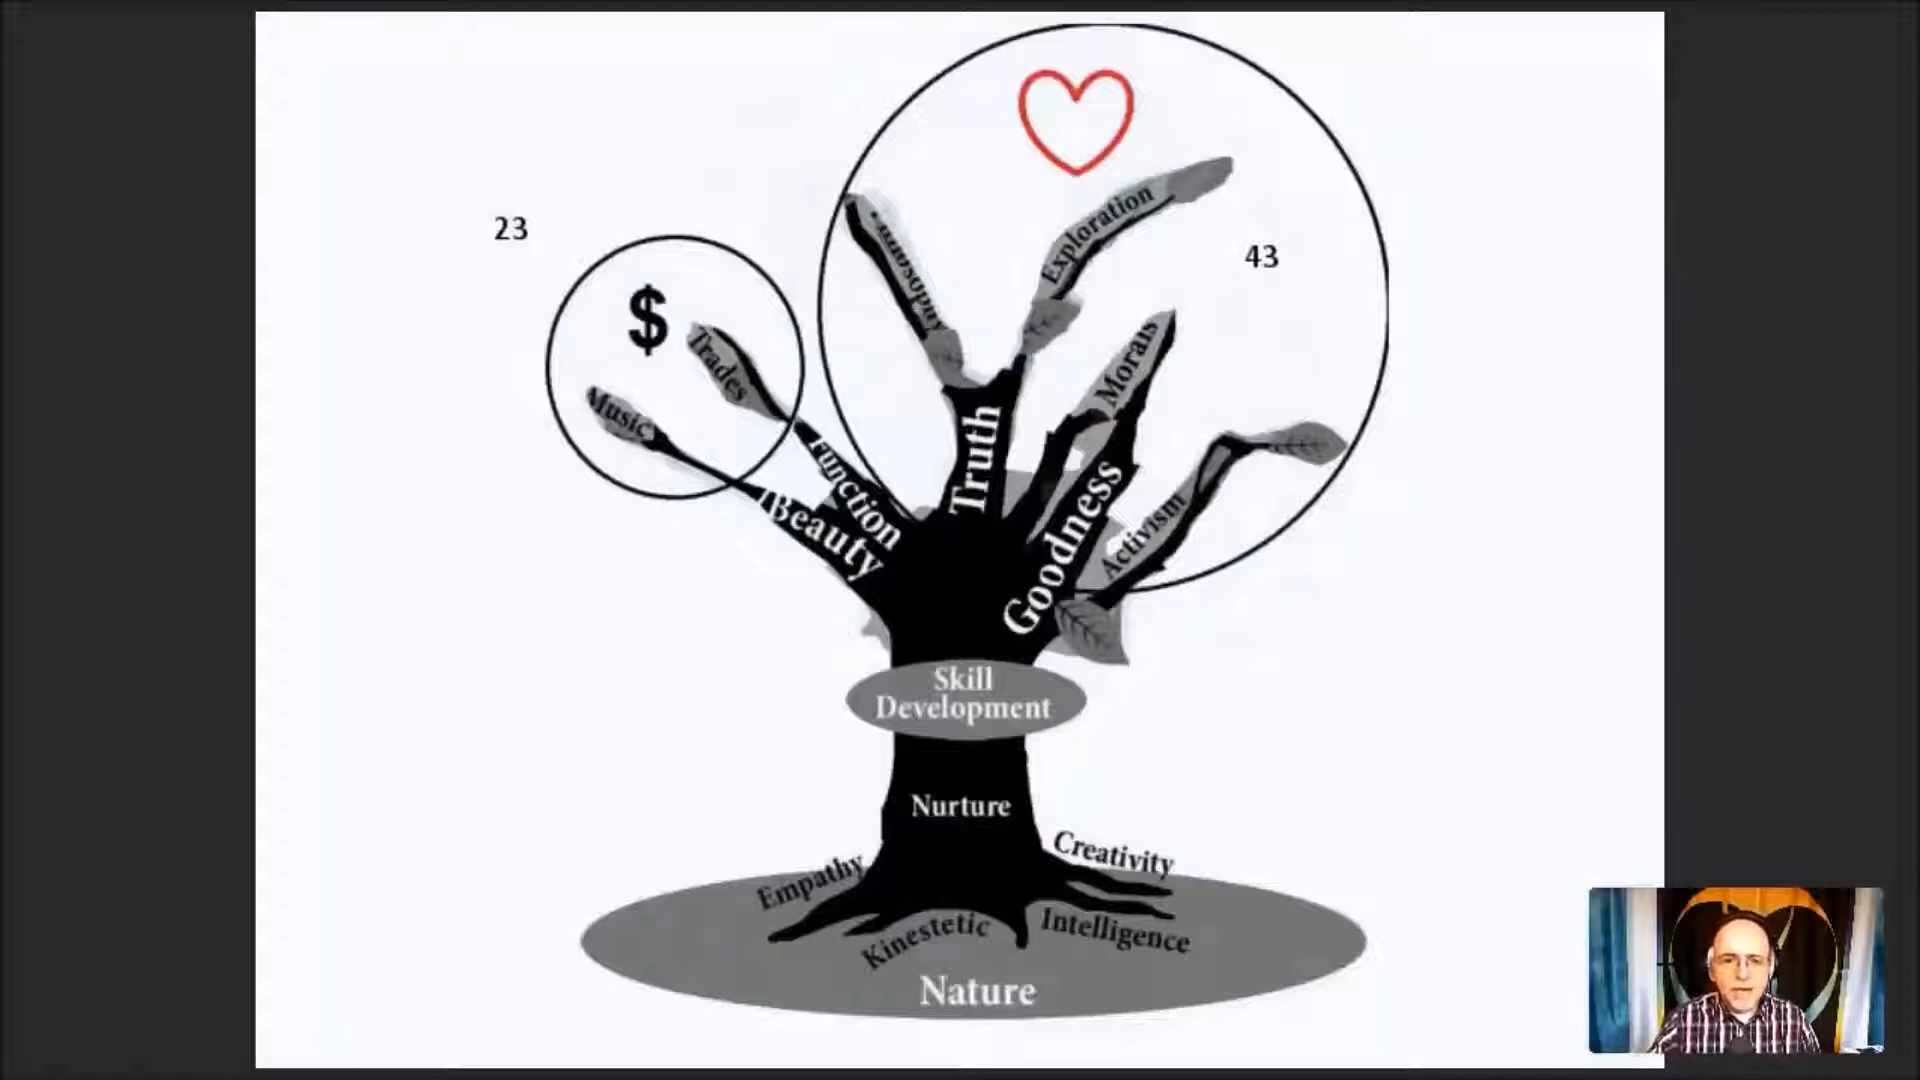 23
43
$
Exploration
Trades
Morals
Music
Truth
Function
Beauty
Goodness
Activism
Skill
Development
Nurture
Creativity
Empathy
Kinestetic
Intelligence
Nature